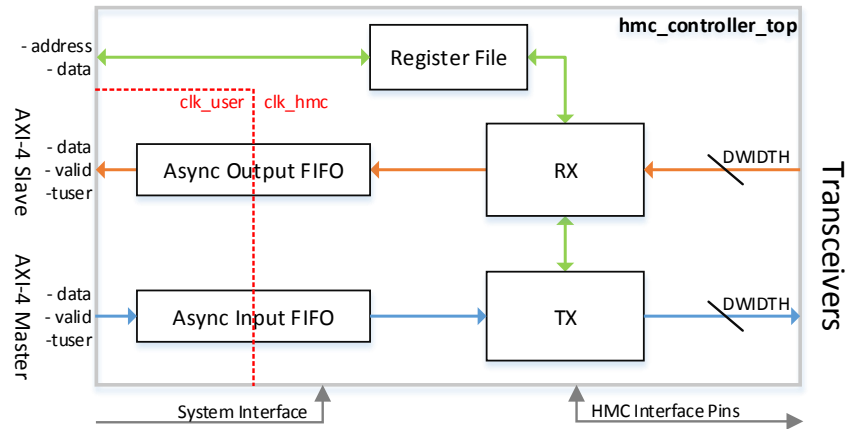 hmc_controller_top
- address
- data
Register File
clk_user
clk_hmc
AXI-4 Slave
- data
- valid
-tuser
Async Output FIFO
RX
DWIDTH
Transceivers
AXI-4 Master
- data
- valid
-tuser
Async Input FIFO
TX
DWIDTH
System Interface
HMC Interface Pins